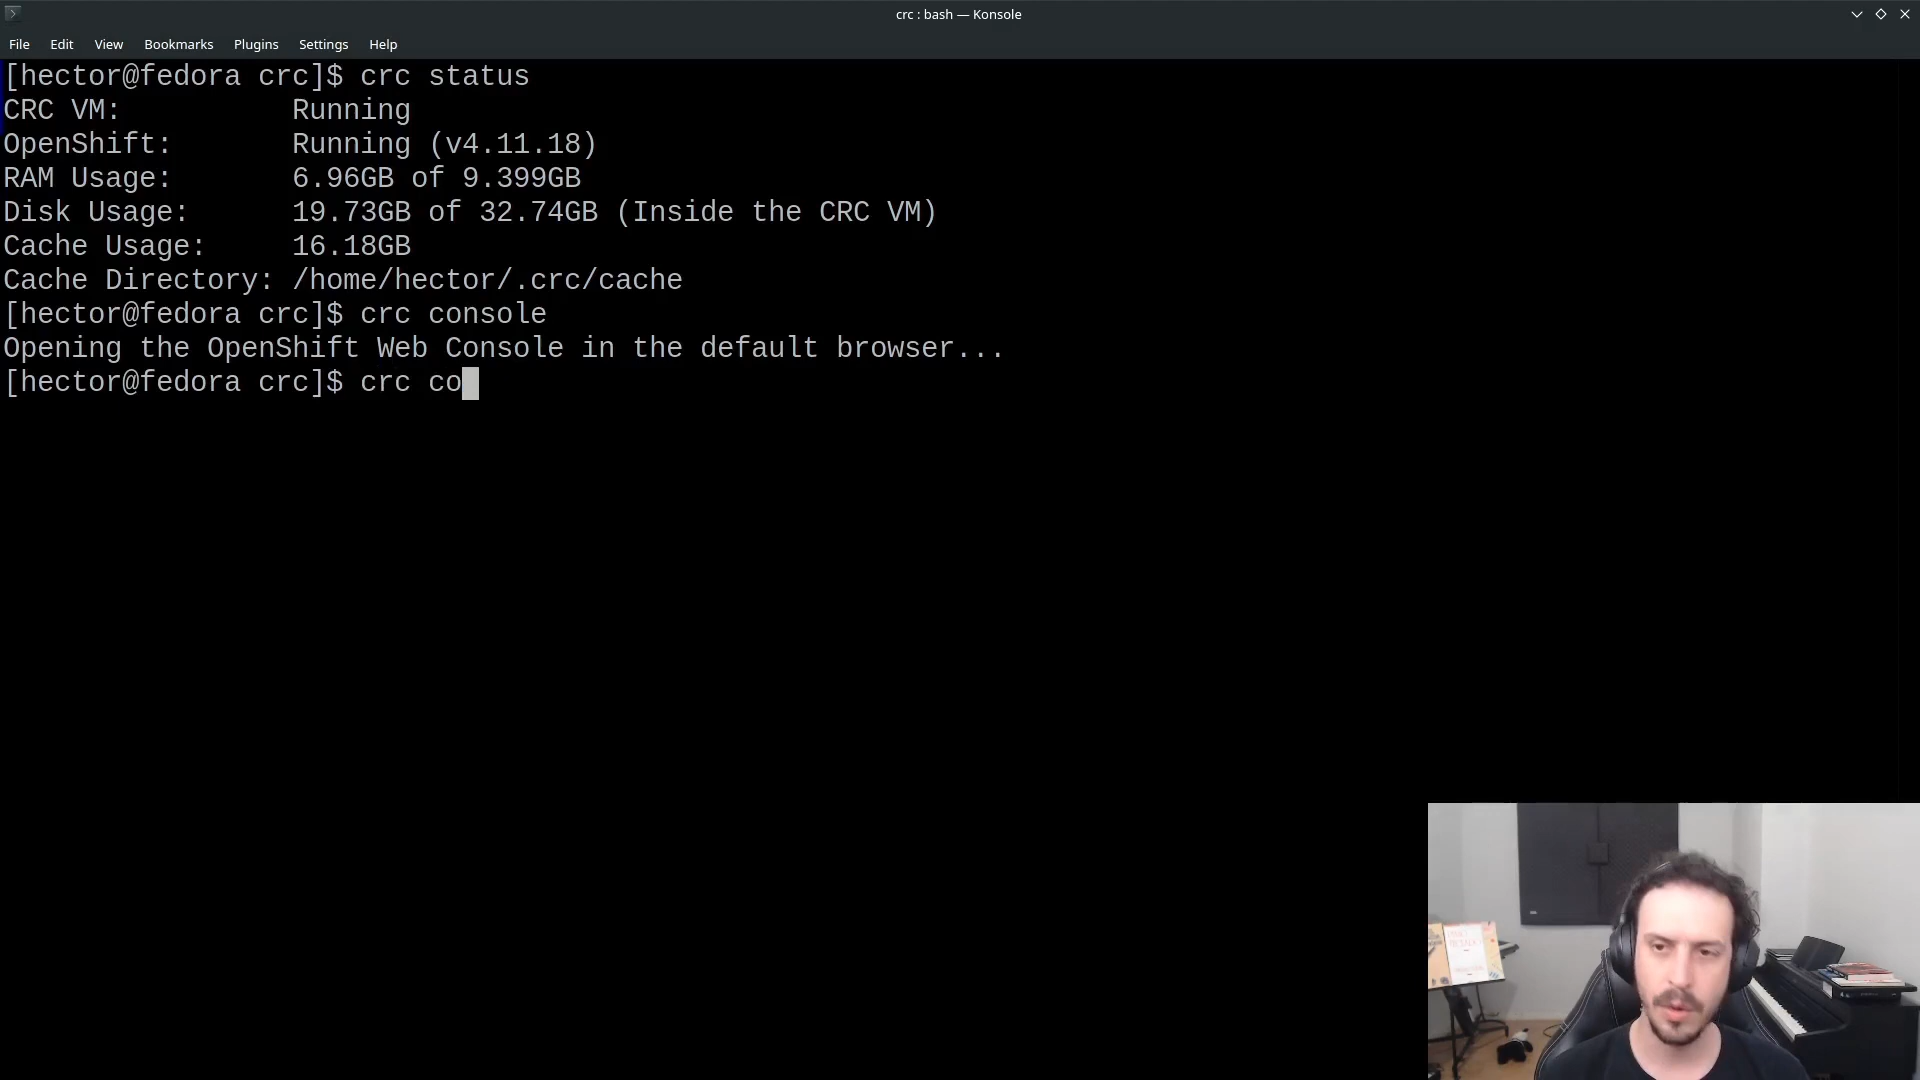 crc : bash — Konsole
File Edit View Bookmarks Plugins Settings Help
[hector@fedora crc]$ crc status
CRC VM: Running
OpenShift: Running (v4.11.18)
RAM Usage: 6.96GB of 9.399GB
Disk Usage: 19.73GB of 32.74GB (Inside the CRC VM)
Cache Usage: 16.18GB
Cache Directory: /home/hector/.crc/cache
[hector@fedora crc]$ crc console
Opening the OpenShift Web Console in the default browser...
[hector@fedora crc]$ crc co